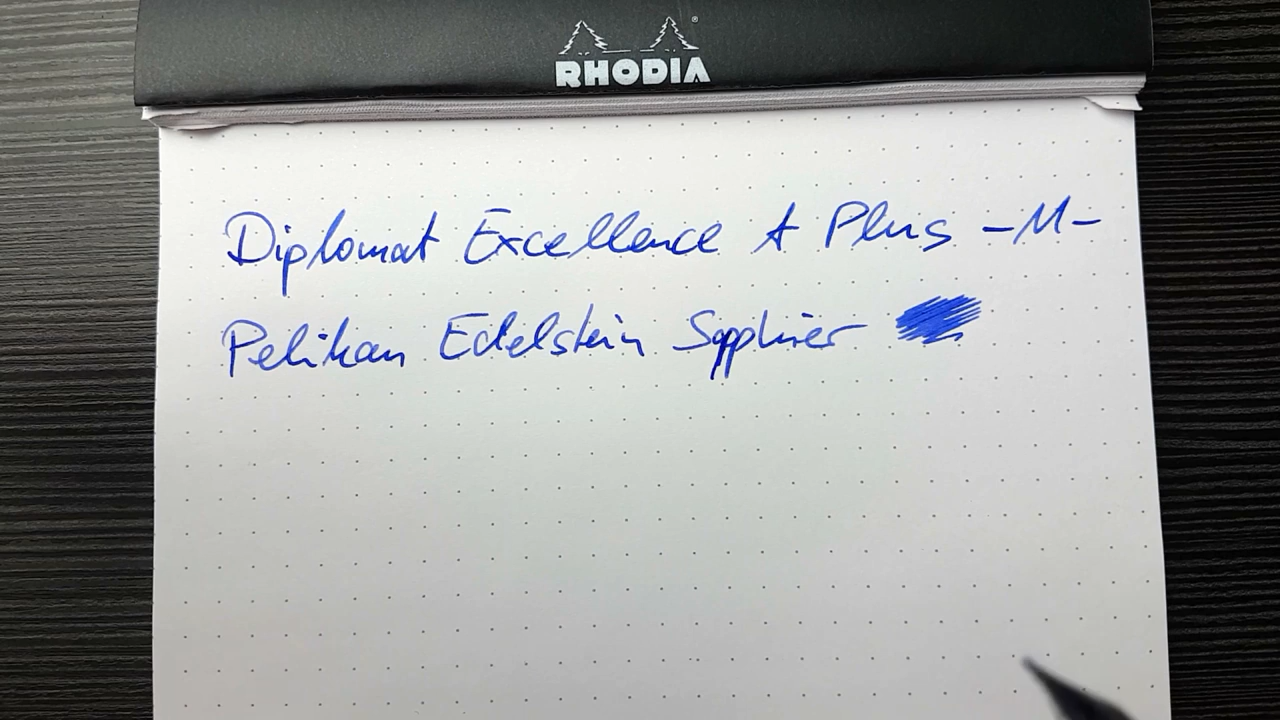 RHODIA
Diplomat Excellence A Plus -M-
Pelikan Edelstein Sapphier